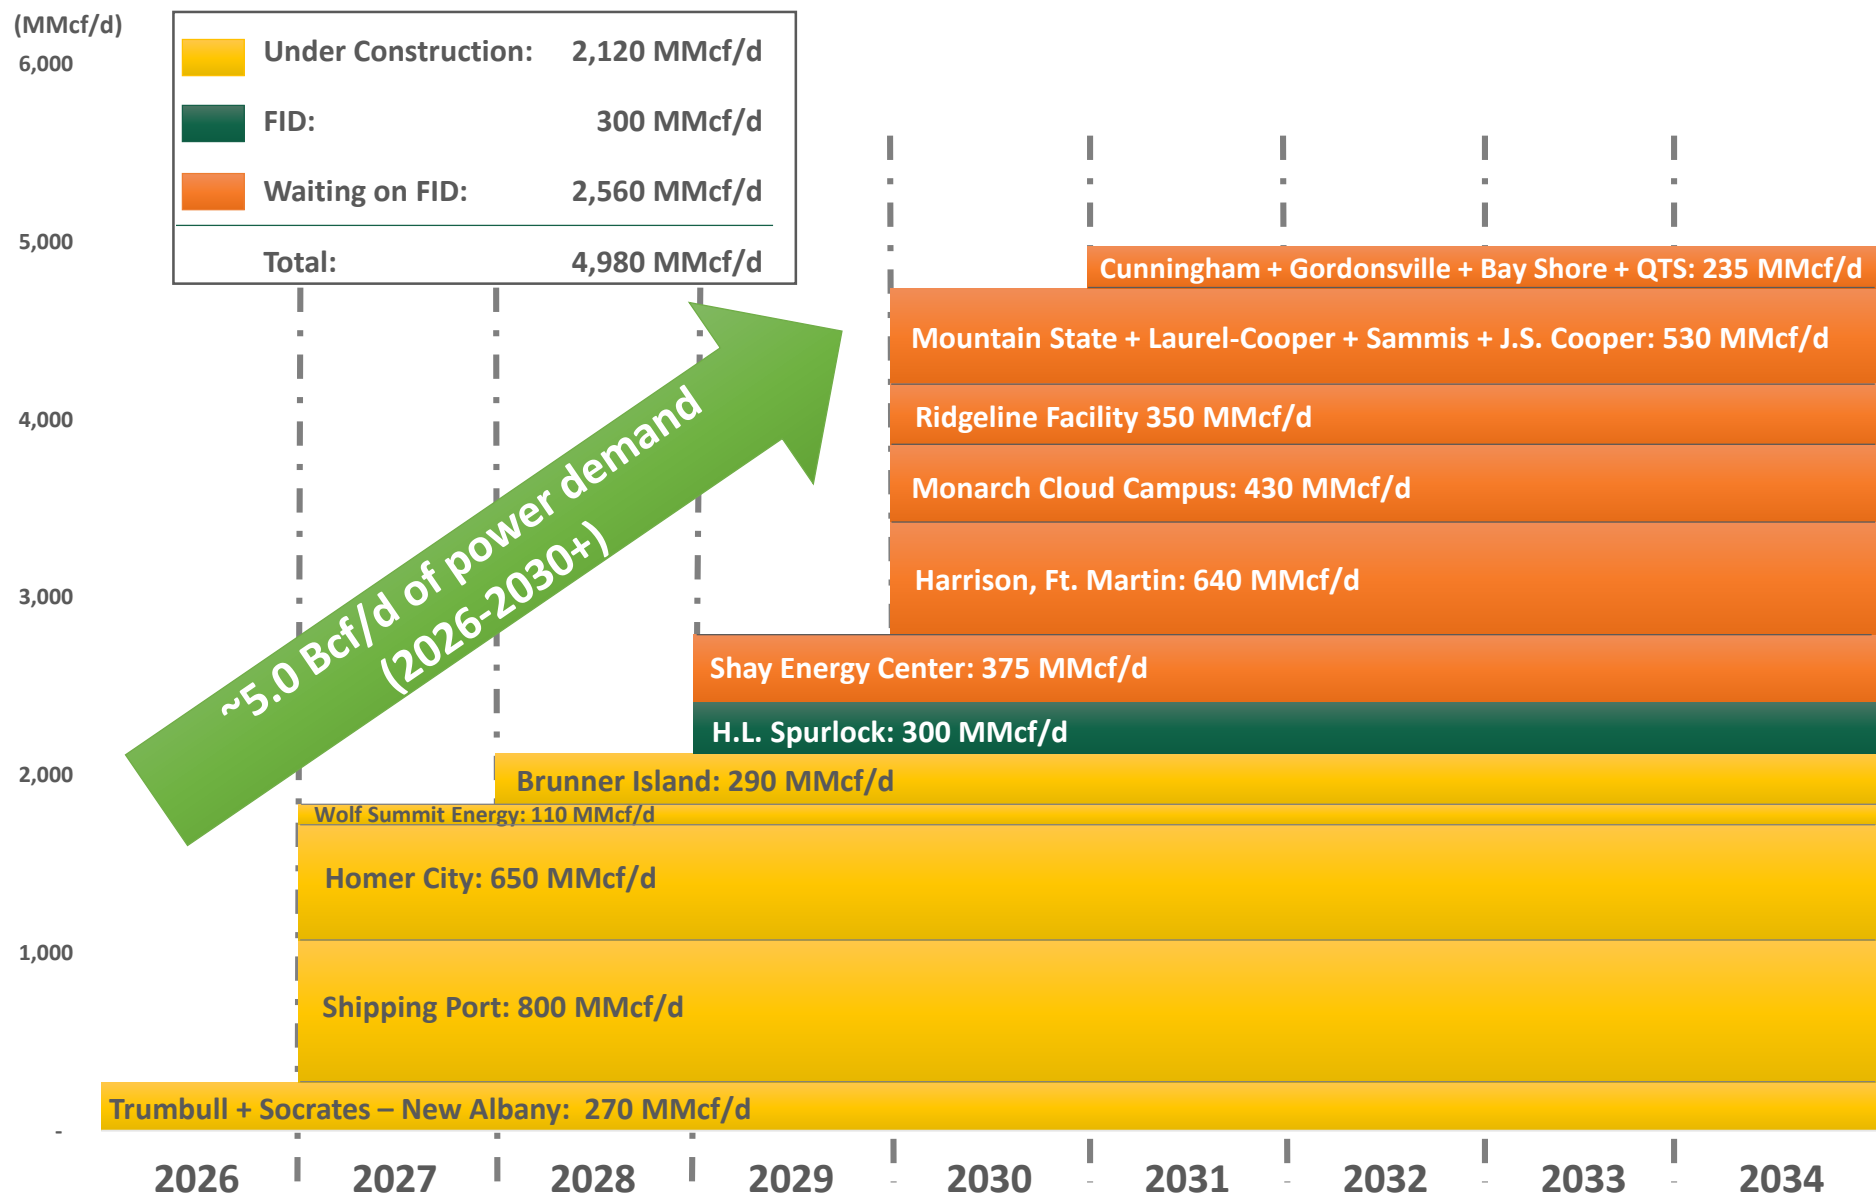 (MMcf/d)
6,000
5,000
4,000
3,000
2,000
1,000
-
Under Construction: 2,120 MMcf/d
FID: 300 MMcf/d
Waiting on FID: 2,560 MMcf/d
Total: 4,980 MMcf/d
~5.0 Bcf/d of power demand
(2026-2030+)
Cunningham + Gordonsville + Bay Shore + QTS: 235 MMcf/d
Mountain State + Laurel-Cooper + Sammis + J.S. Cooper: 530 MMcf/d
Ridgeline Facility 350 MMcf/d
Monarch Cloud Campus: 430 MMcf/d
Harrison, Ft. Martin: 640 MMcf/d
Shay Energy Center: 375 MMcf/d
H.L. Spurlock: 300 MMcf/d
Brunner Island: 290 MMcf/d
Wolf Summit Energy: 110 MMcf/d
Homer City: 650 MMcf/d
Shipping Port: 800 MMcf/d
Trumbull + Socrates – New Albany: 270 MMcf/d
2026 2027 2028 2029 2030 2031 2032 2033 2034